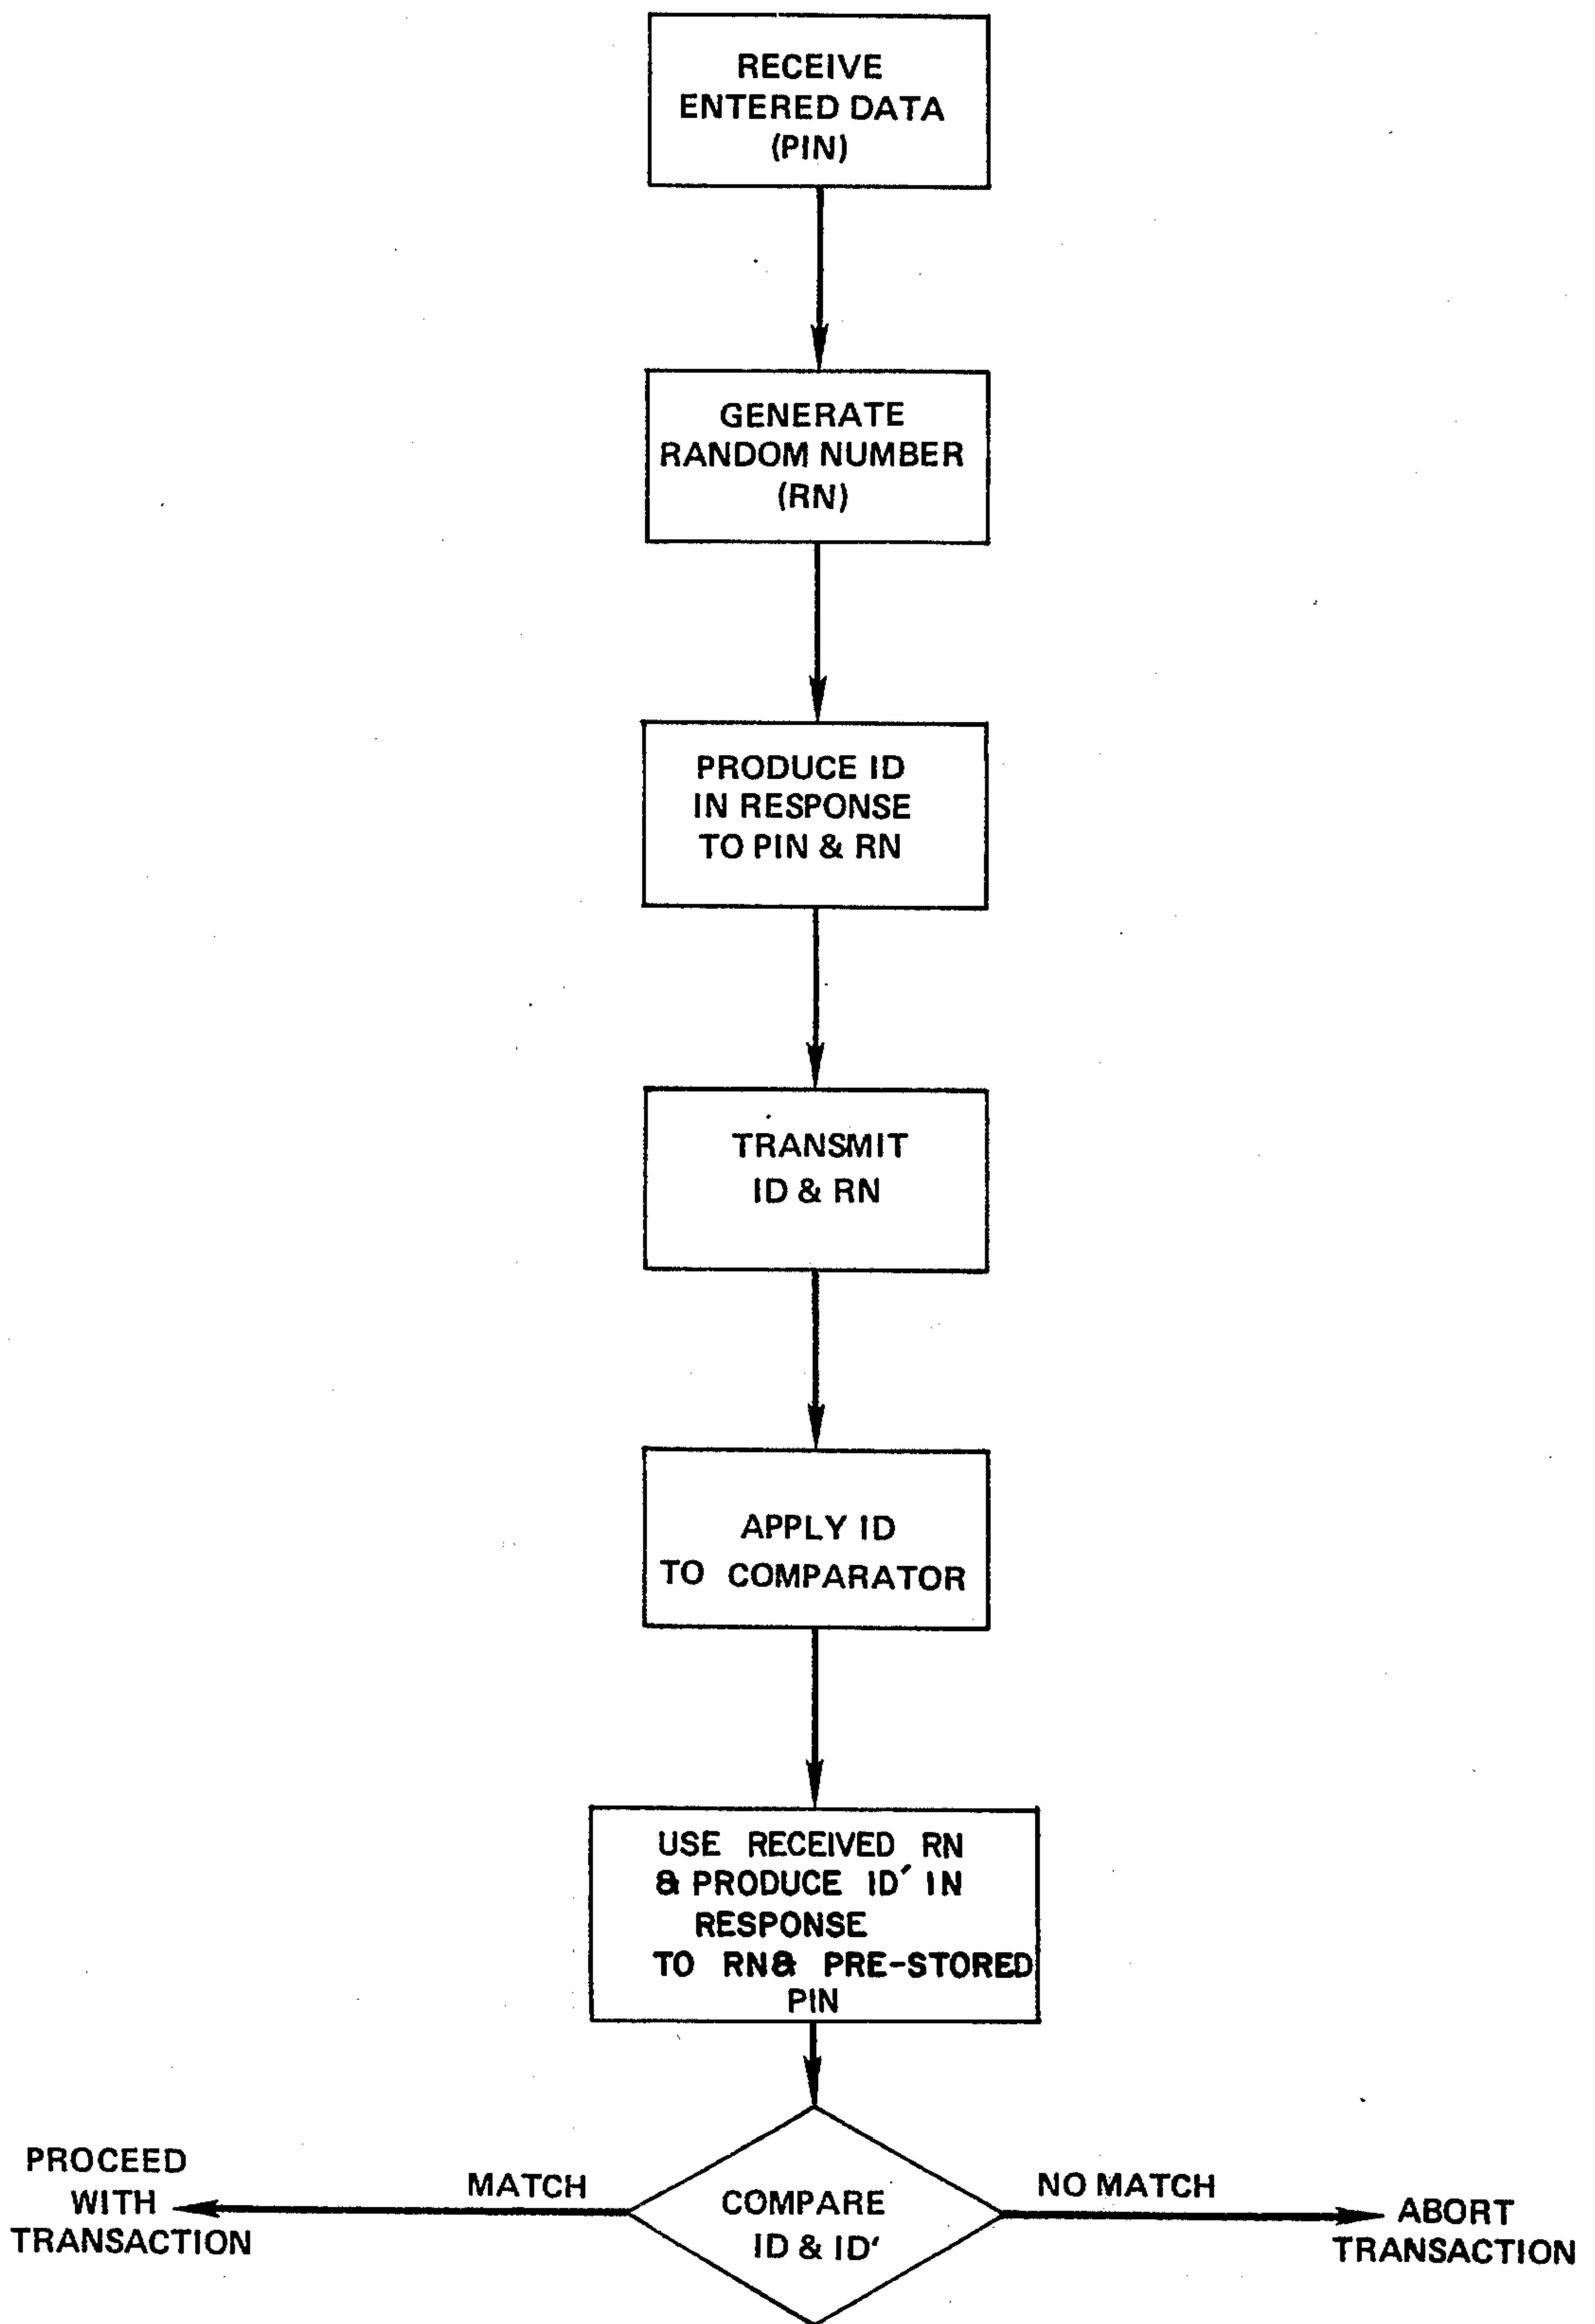 RECEIVE
ENTERED DATA
(PIN)
GENERATE
RANDOM NUMBER
(RN)
PRODUCE ID
IN RESPONSE
TO PIN & RN
TRANSMIT
ID & RN
APPLY ID
TO COMPARATOR
USE RECEIVED RN
& PRODUCE ID′ IN
RESPONSE
TO RN& PRE-STORED
PIN
COMPARE
ID & ID′
MATCH
PROCEED
WITH
TRANSACTION
NO MATCH
ABORT
TRANSACTION